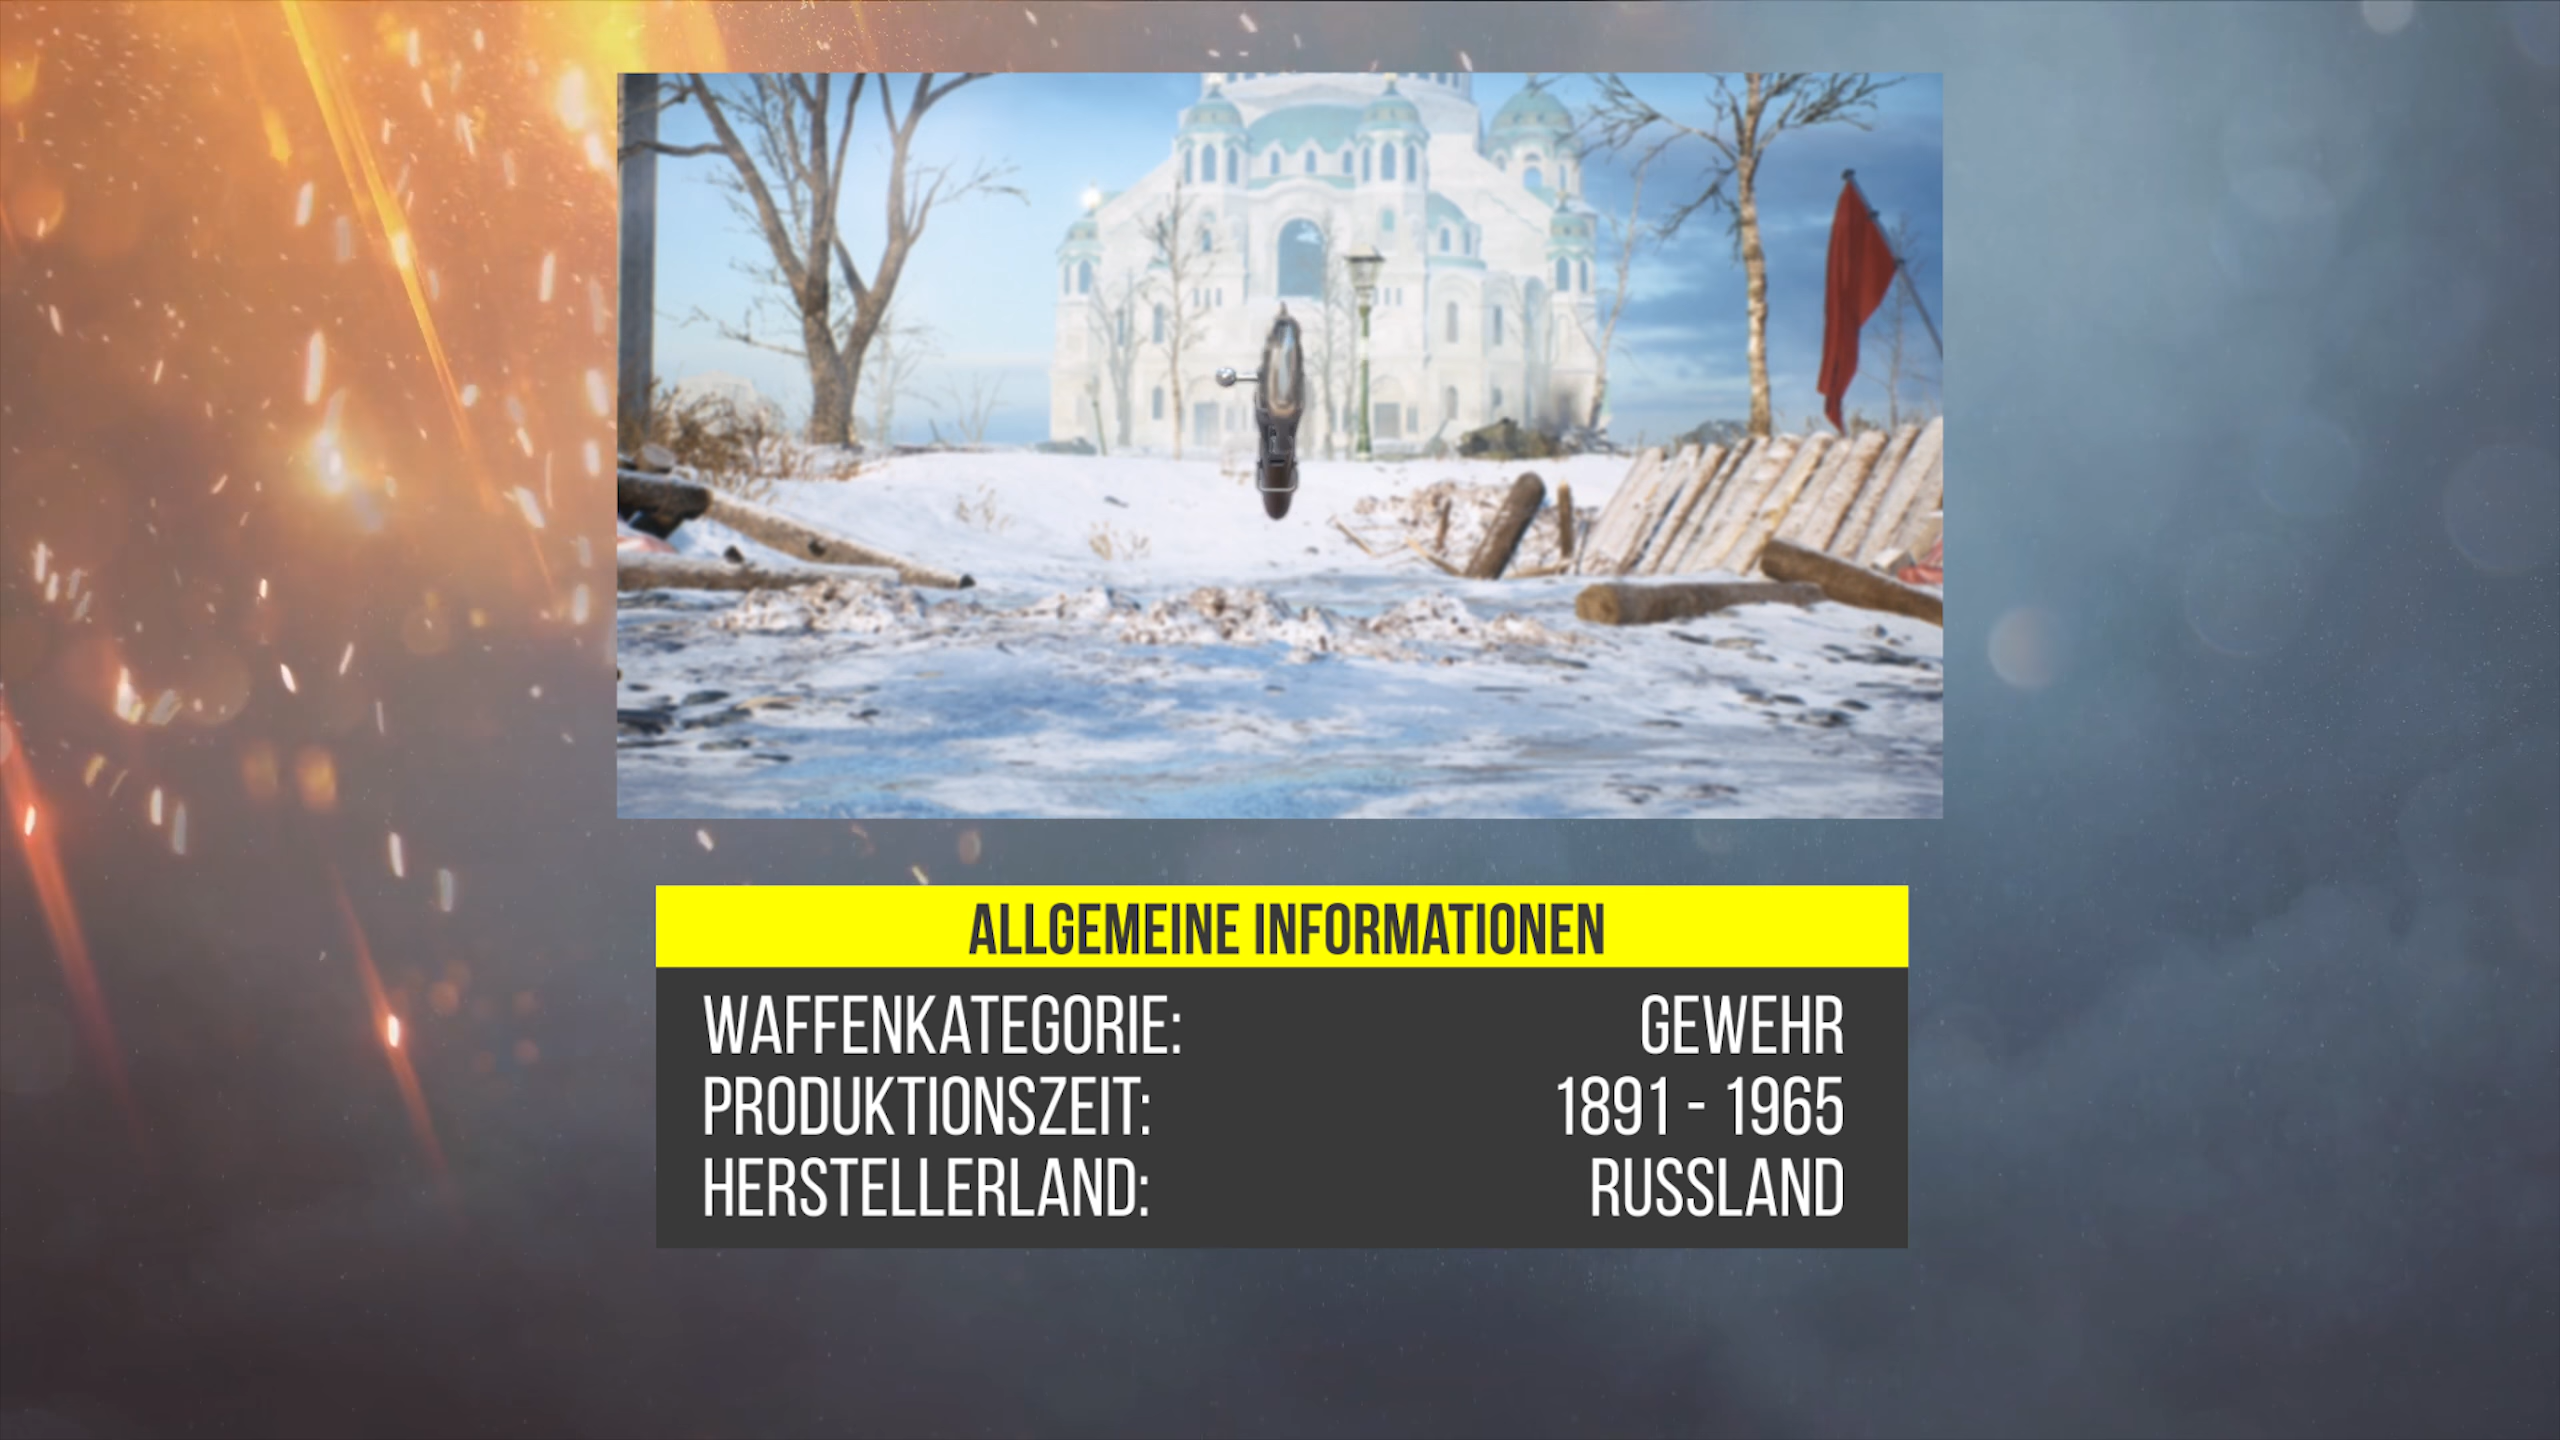 ALLGEMEINE INFORMATIONEN
WAFFENKATEGORIE: GEWEHR
PRODUKTIONSZEIT: 1891 - 1965
HERSTELLERLAND: RUSSLAND